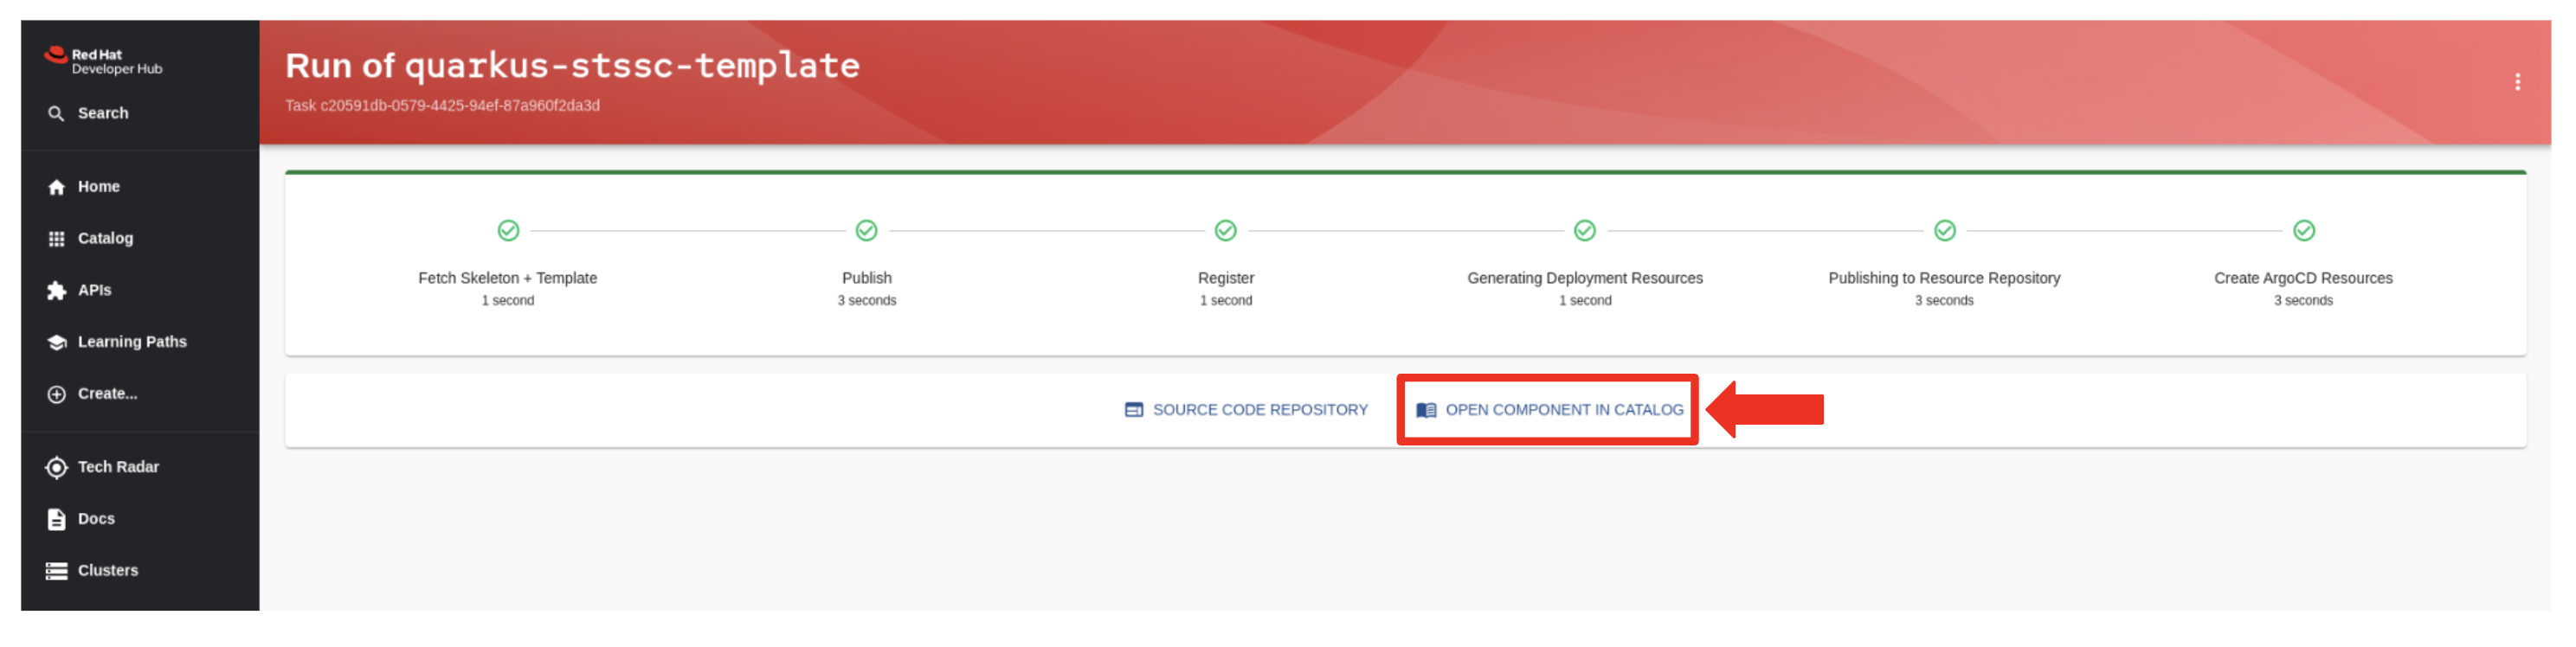 Red Hat
Developer Hub
Search
Home
Catalog
APIs
Learning Paths
Create...
Tech Radar
Docs
Clusters
Run of quarkus-stssc-template
Task c20591db-0579-4425-94ef-87a960f2da3d
Fetch Skeleton + Template
1 second
Publish
3 seconds
Register
1 second
Generating Deployment Resources
1 second
Publishing to Resource Repository
3 seconds
Create ArgoCD Resources
3 seconds
SOURCE CODE REPOSITORY
OPEN COMPONENT IN CATALOG